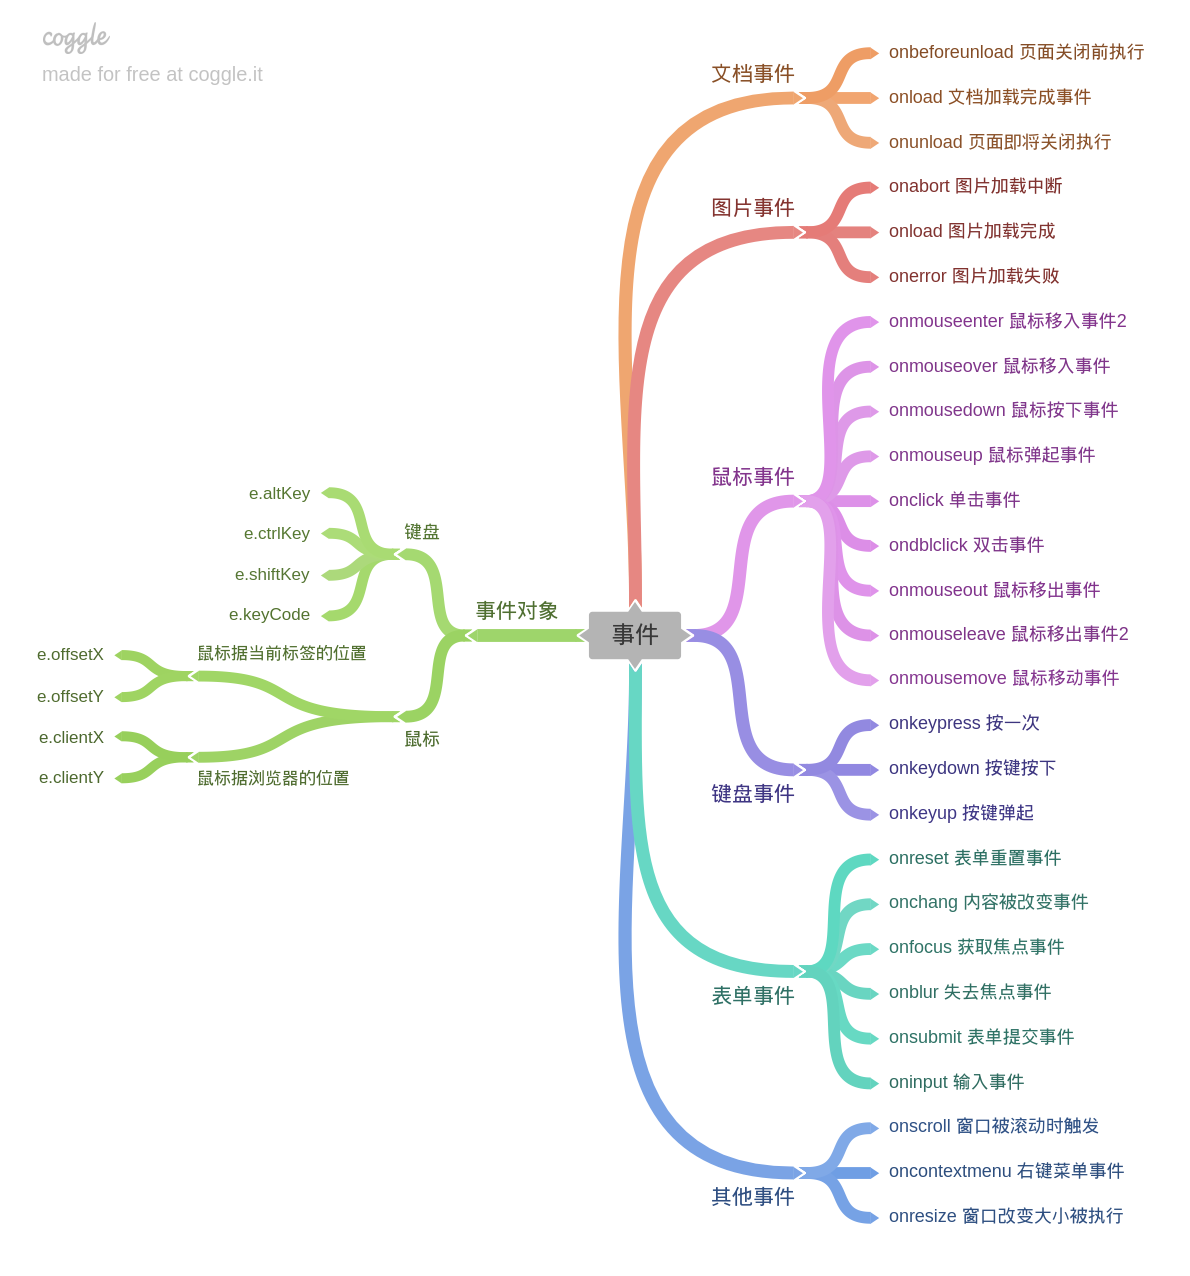 coggle
made for free at coggle.it
事件
文档事件
onbeforeunload 页面关闭前执行
onload 文档加载完成事件
onunload 页面即将关闭执行
图片事件
onabort 图片加载中断
onload 图片加载完成
onerror 图片加载失败
鼠标事件
onmouseenter 鼠标移入事件2
onmouseover 鼠标移入事件
onmousedown 鼠标按下事件
onmouseup 鼠标弹起事件
onclick 单击事件
ondblclick 双击事件
onmouseout 鼠标移出事件
onmouseleave 鼠标移出事件2
onmousemove 鼠标移动事件
键盘事件
onkeypress 按一次
onkeydown 按键按下
onkeyup 按键弹起
表单事件
onreset 表单重置事件
onchang 内容被改变事件
onfocus 获取焦点事件
onblur 失去焦点事件
onsubmit 表单提交事件
oninput 输入事件
其他事件
onscroll 窗口被滚动时触发
oncontextmenu 右键菜单事件
onresize 窗口改变大小被执行
事件对象
键盘
e.altKey
e.ctrlKey
e.shiftKey
e.keyCode
鼠标
鼠标据当前标签的位置
e.offsetX
e.offsetY
鼠标据浏览器的位置
e.clientX
e.clientY